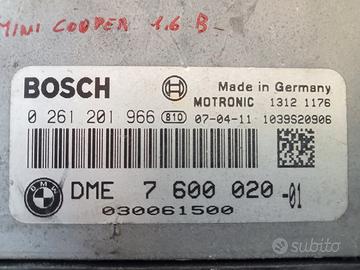 MINI COOPER 1.6 B
BOSCH
Made in Germany
MOTRONIC 1312 1176
0 261 201 966 810 07-04-11 1039S20906
BMW
DME 7 600 020-01
030061500
subito